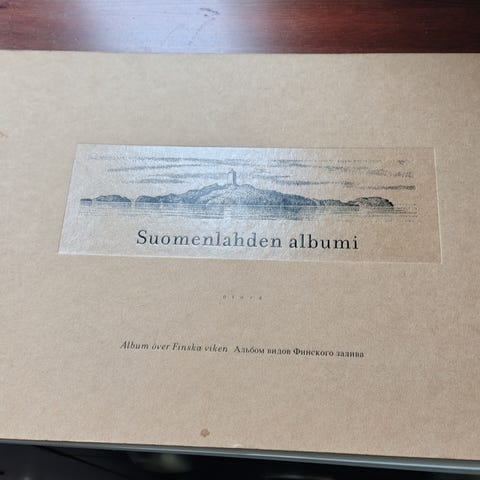 Suomenlahden albumi
Album över Finska viken Альбом видов Финского залива